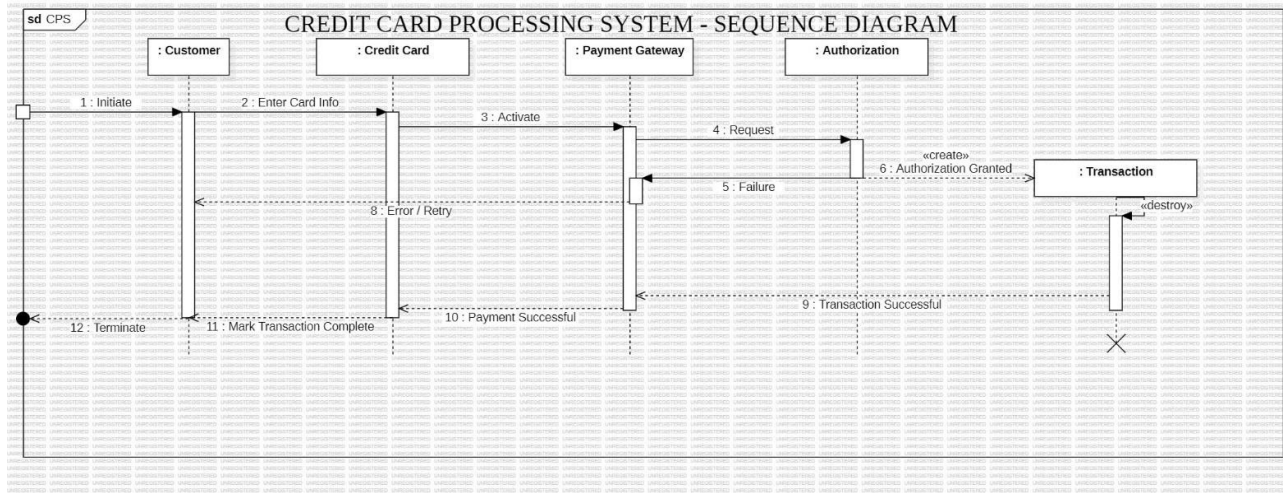 sd CPS
CREDIT CARD PROCESSING SYSTEM - SEQUENCE DIAGRAM
: Customer
: Credit Card
: Payment Gateway
: Authorization
1 : Initiate
2 : Enter Card Info
3 : Activate
4 : Request
«create»
6 : Authorization Granted
: Transaction
5 : Failure
«destroy»
8 : Error / Retry
9 : Transaction Successful
10 : Payment Successful
11 : Mark Transaction Complete
12 : Terminate